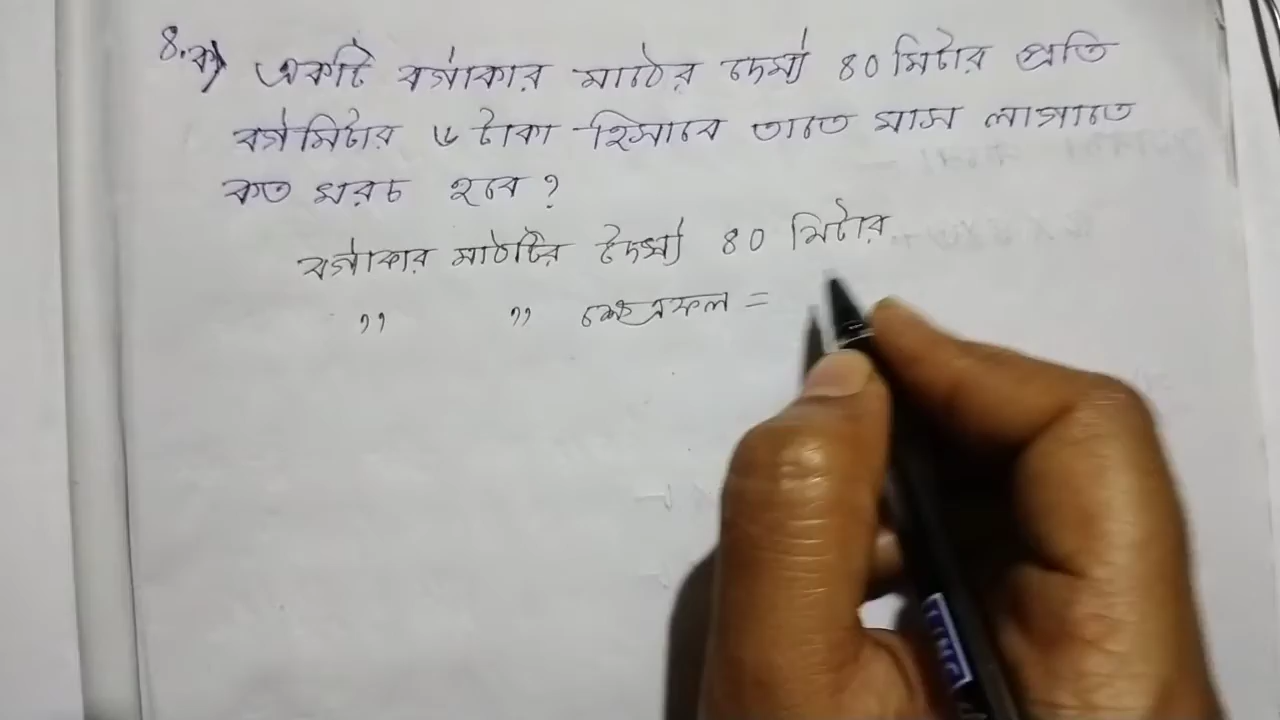 ৪.ক) একটি বর্গাকার মাঠের দৈর্ঘ্য ৪০ মিটার প্রতি
বর্গমিটার ৬ টাকা হিসাবে তাতে ঘাস লাগাতে
কত খরচ হবে?
বর্গাকার মাঠটির দৈর্ঘ্য ৪০ মিটার
,, ,, ক্ষেত্রফল =